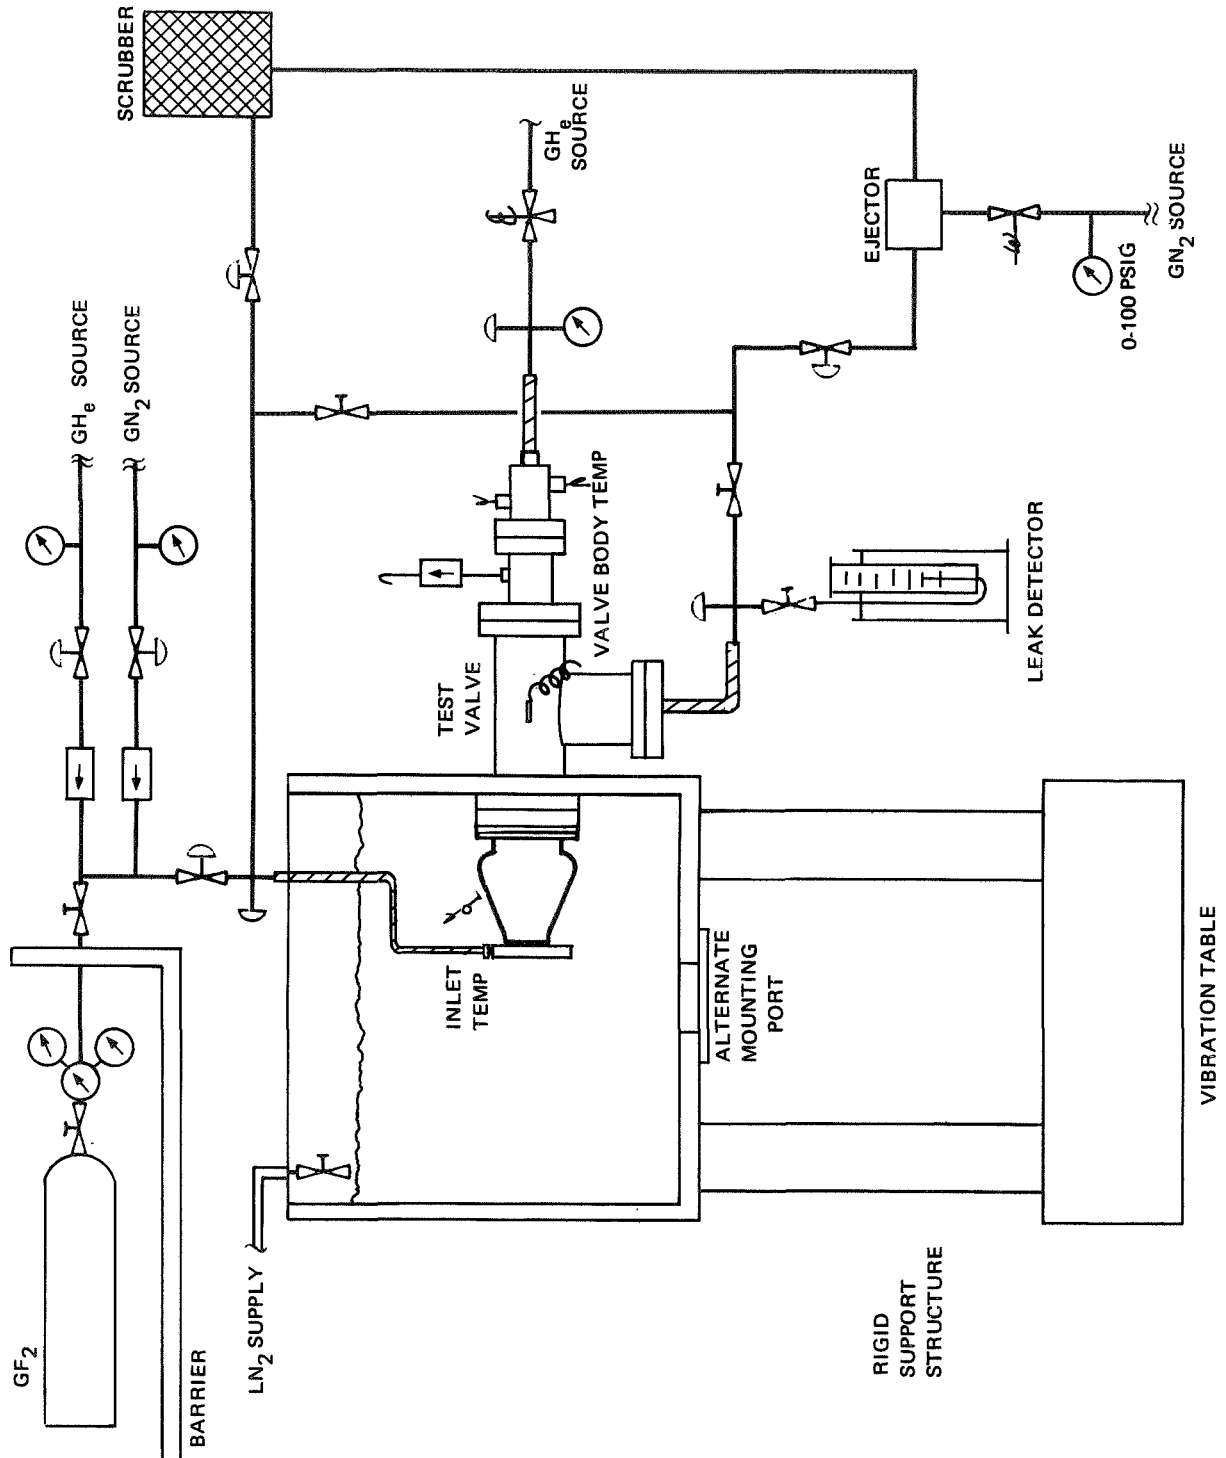 SCRUBBER
GHe SOURCE
GN2 SOURCE
GHe
SOURCE
EJECTOR
0-100 PSIG
GN2 SOURCE
TEST
VALVE
VALVE BODY TEMP
LEAK DETECTOR
INLET
TEMP
ALTERNATE
MOUNTING
PORT
GF2
BARRIER
LN2 SUPPLY
RIGID
SUPPORT
STRUCTURE
VIBRATION TABLE